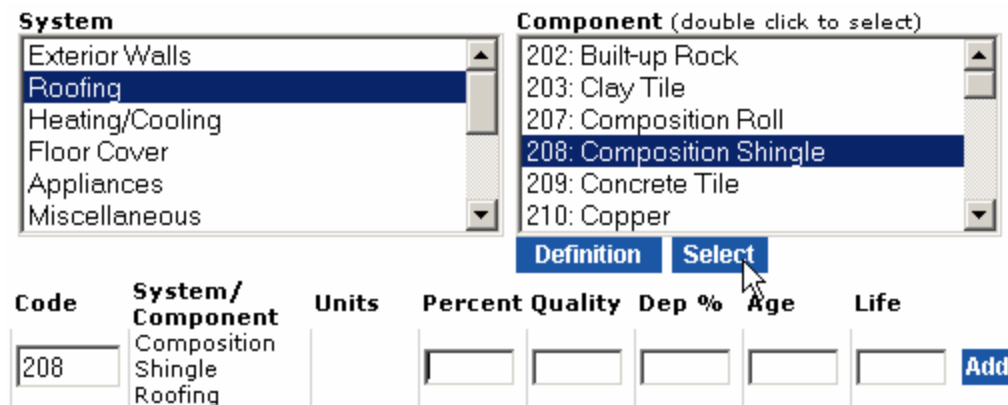 System
Exterior Walls
Roofing
Heating/Cooling
Floor Cover
Appliances
Miscellaneous
Component (double click to select)
202: Built-up Rock
203: Clay Tile
207: Composition Roll
208: Composition Shingle
209: Concrete Tile
210: Copper
Definition
Select
Code
System/
Component
Units
Percent
Quality
Dep %
Age
Life
208
Composition
Shingle
Roofing
Add